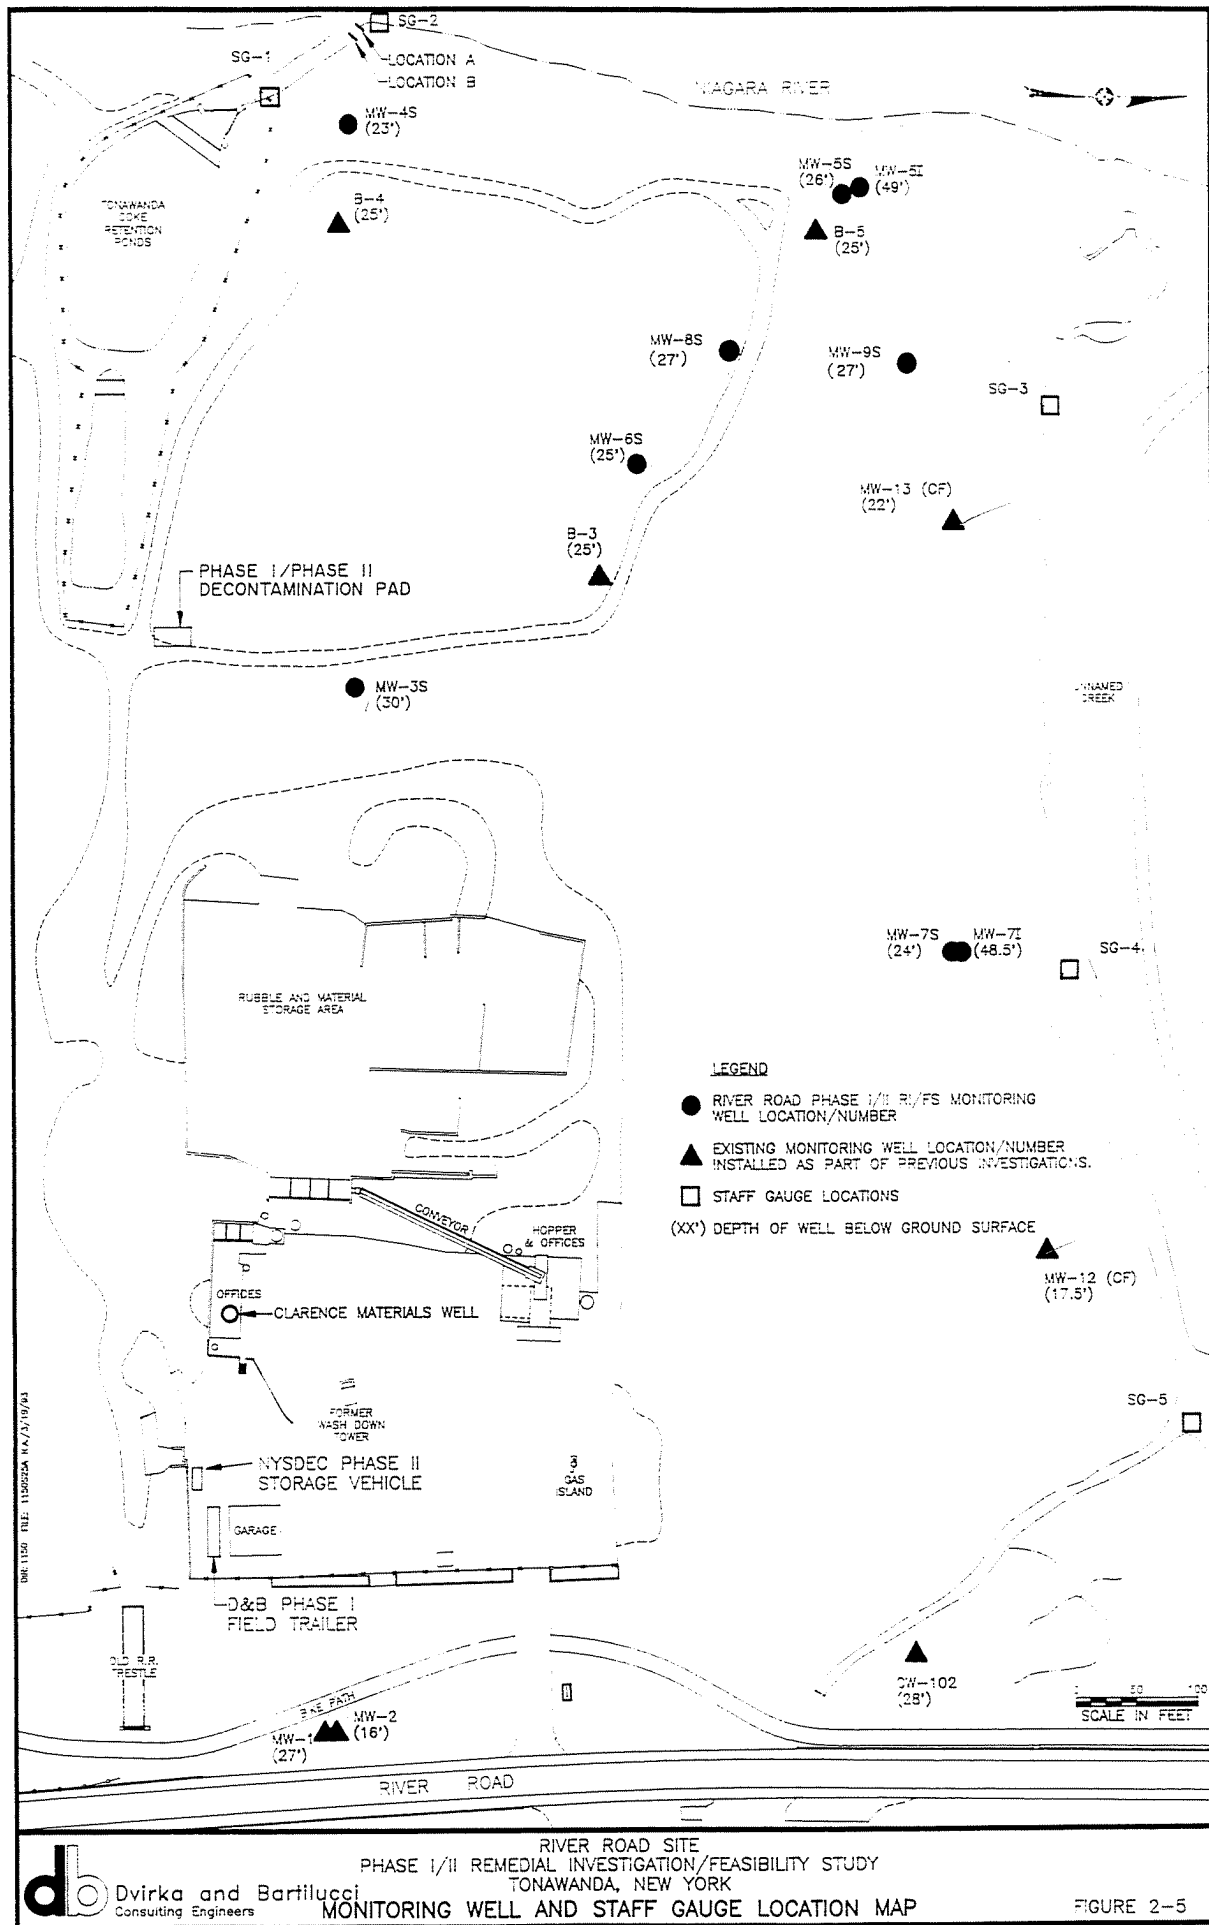 SG-2
LOCATION A
SG-1
LOCATION B
NIAGARA RIVER
MW-4S
(23')
MW-5S
(26')
MW-5I
(49')
TONAWANDA
COKE
RETENTION
PONDS
B-4
(25')
B-5
(25')
MW-8S
(27')
MW-9S
(27')
SG-3
MW-6S
(25')
MW-13 (CF)
(22')
B-3
(25')
PHASE I/PHASE II
DECONTAMINATION PAD
MW-3S
(30')
UNNAMED
CREEK
MW-7S
(24')
MW-7I
(48.5')
SG-4
RUBBLE AND MATERIAL
STORAGE AREA
LEGEND
RIVER ROAD PHASE I/II RI/FS MONITORING
WELL LOCATION/NUMBER
EXISTING MONITORING WELL LOCATION/NUMBER
INSTALLED AS PART OF PREVIOUS INVESTIGATIONS.
STAFF GAUGE LOCATIONS
(XX') DEPTH OF WELL BELOW GROUND SURFACE
CONVEYOR
HOPPER
& OFFICES
MW-12 (CF)
(17.5')
OFFICES
CLARENCE MATERIALS WELL
SG-5
FORMER
WASH DOWN
TOWER
NYSDEC PHASE II
STORAGE VEHICLE
GAS
ISLAND
GARAGE
D&B PHASE I
FIELD TRAILER
OLD R.R.
TRESTLE
BIKE PATH
MW-1
(27')
MW-2
(16')
OW-102
(28')
50
100
SCALE IN FEET
RIVER ROAD
db
Dvirka and Bartilucci
Consulting Engineers
RIVER ROAD SITE
PHASE I/II REMEDIAL INVESTIGATION/FEASIBILITY STUDY
TONAWANDA, NEW YORK
MONITORING WELL AND STAFF GAUGE LOCATION MAP
FIGURE 2-5